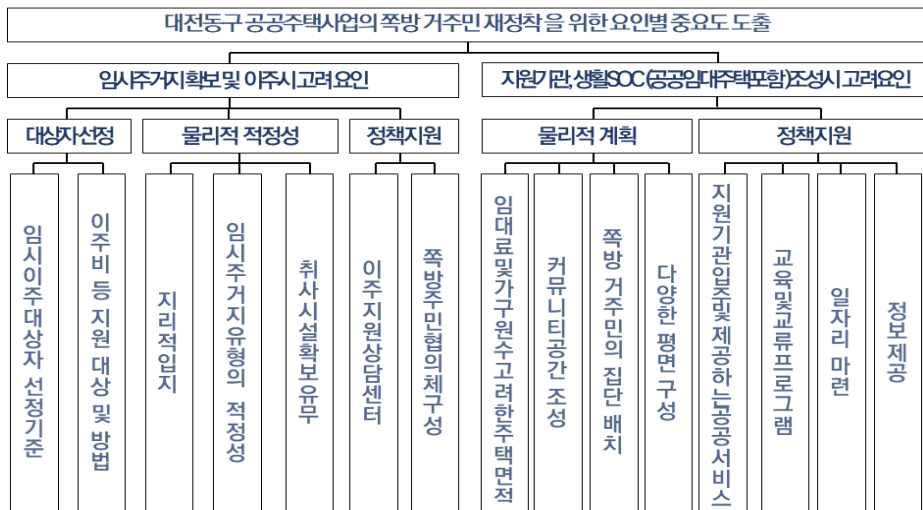 대전동구 공공주택사업의 쪽방 거주민 재정착 을 위한 요인별 중요도 도출
임시주거지 확보 및 이주시 고려 요인
지원기관, 생활SOC (공공임대주택포함)조성시 고려요인
대상자 선정
물리적 적정성
정책지원
물리적 계획
정책지원
임시이주대상자 선정기준
이주비 등 지원 대상 및 방법
지리적입지
임시주거지유형의 적정성
취사시설확보유무
이주지원상담센터
쪽방주민협의체구성
임대료및가구원수고려한주택면적
커뮤니티공간 조성
쪽방 거주민의 집단 배치
다양한 평면 구성
지원기관입주및 제공하는공공서비스
교육및교류프로그램
일자리 마련
정보제공